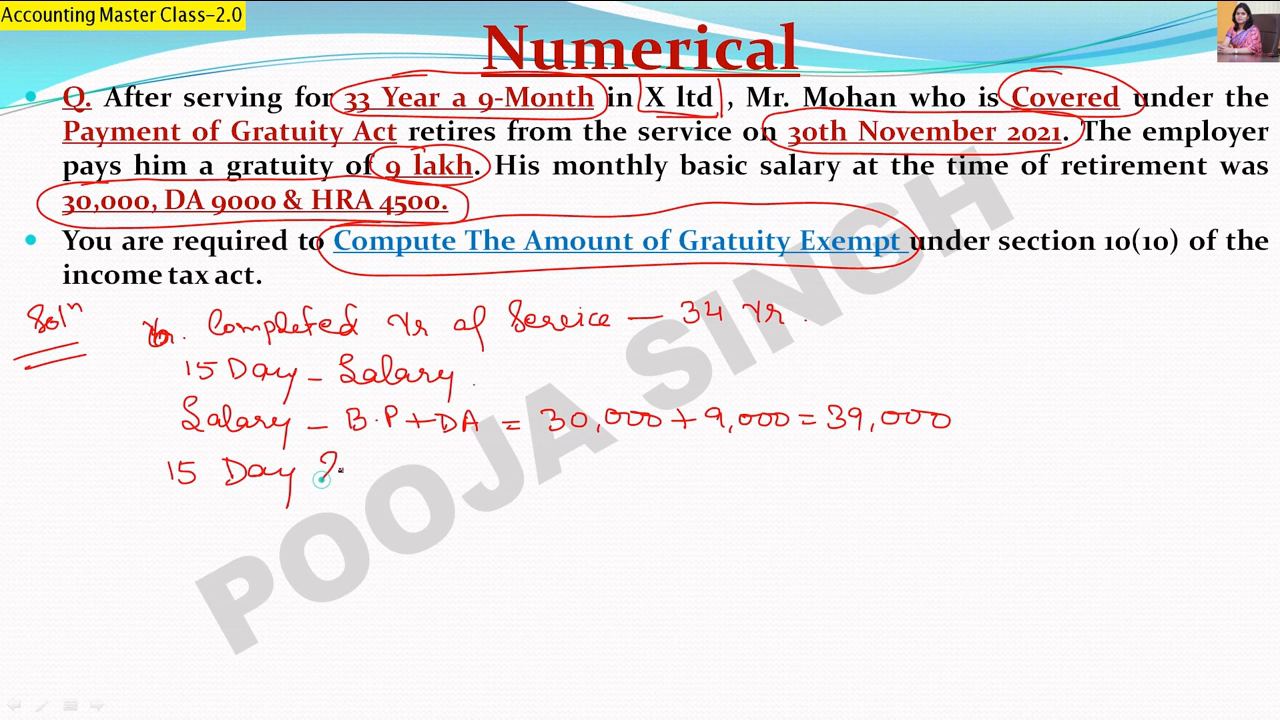 Accounting Master Class-2.0
Numerical
Q. After serving for 33 Year a 9-Month in X ltd , Mr. Mohan who is Covered under the
Payment of Gratuity Act retires from the service on 30th November 2021. The employer
pays him a gratuity of 9 lakh. His monthly basic salary at the time of retirement was
30,000, DA 9000 & HRA 4500.
You are required to Compute The Amount of Gratuity Exempt under section 10(10) of the
income tax act.
Solⁿ
Completed Yr of Service — 34 Yr.
15 Day - Salary.
Salary - B.P + DA = 30,000 + 9,000 = 39,000
15 Day
POOJA SINGH